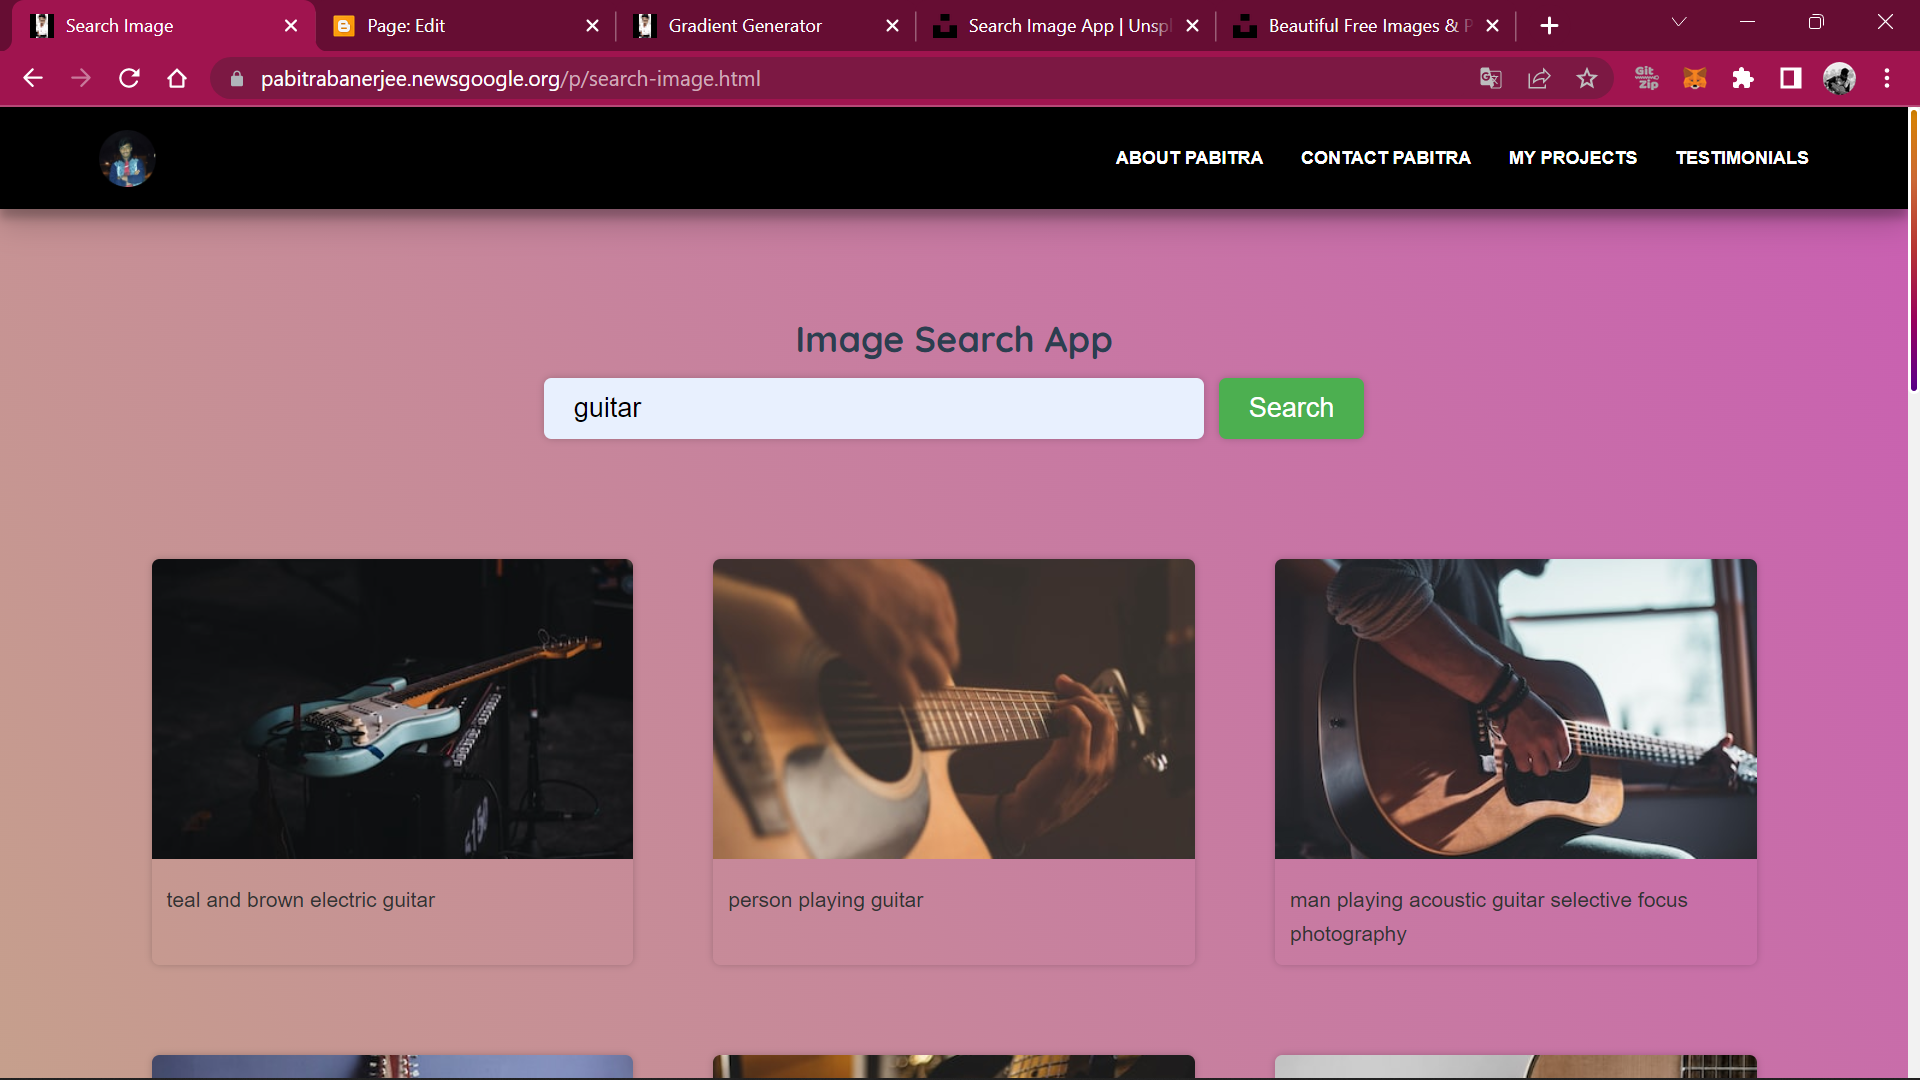 Search Image
Page: Edit
Gradient Generator
Search Image App | Unspl
Beautiful Free Images & P
pabitrabanerjee.newsgoogle.org/p/search-image.html
Git
Zip
ABOUT PABITRA
CONTACT PABITRA
MY PROJECTS
TESTIMONIALS
Image Search App
guitar
Search
teal and brown electric guitar
person playing guitar
man playing acoustic guitar selective focus
photography